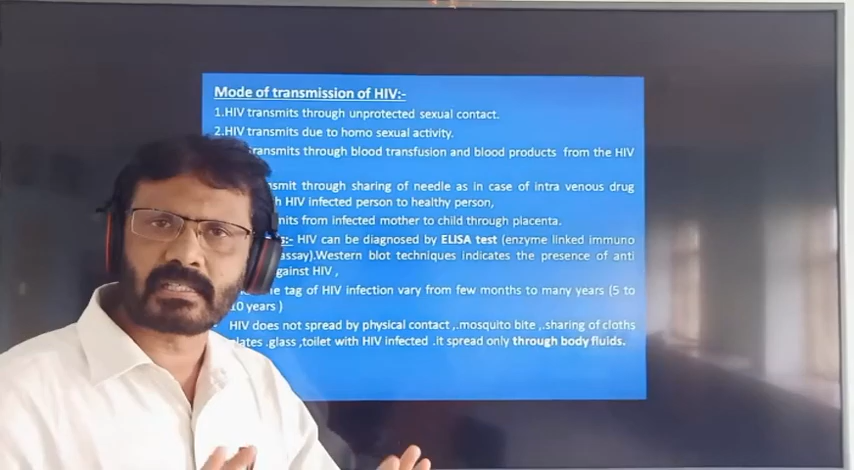 Mode of transmission of HIV:-
1.HIV transmits through unprotected sexual contact.
2.HIV transmits due to homo sexual activity.
transmits through blood transfusion and blood products from the HIV
through sharing of needle as in case of intra venous drug
HIV infected person to healthy person,
from infected mother to child through placenta.
:- HIV can be diagnosed by ELISA test (enzyme linked immuno
assay).Western blot techniques indicates the presence of anti
HIV ,
tag of HIV infection vary from few months to many years (5 to
10 years )
HIV does not spread by physical contact ,.mosquito bite ,.sharing of cloths
.glass ,toilet with HIV infected .it spread only through body fluids.